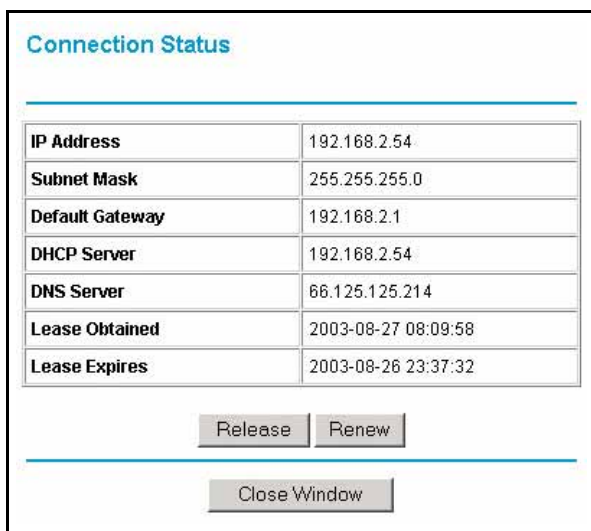 Connection Status
IP Address 192.168.2.54
Subnet Mask 255.255.255.0
Default Gateway 192.168.2.1
DHCP Server 192.168.2.54
DNS Server 66.125.125.214
Lease Obtained 2003-08-27 08:09:58
Lease Expires 2003-08-26 23:37:32
Release Renew
Close Window